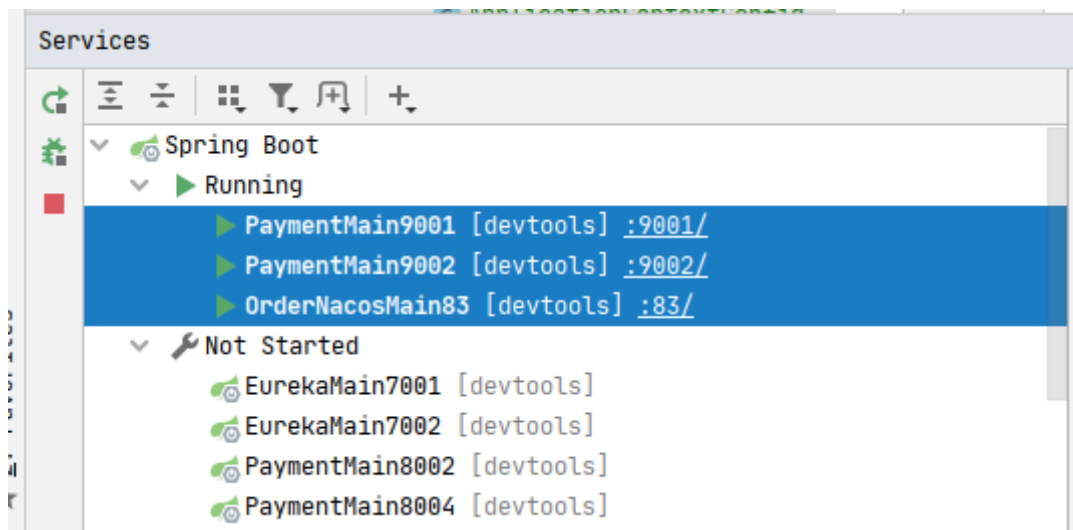 ApplicationContextConfig
Services
Spring Boot
Running
PaymentMain9001 [devtools] :9001/
PaymentMain9002 [devtools] :9002/
OrderNacosMain83 [devtools] :83/
Not Started
EurekaMain7001 [devtools]
EurekaMain7002 [devtools]
PaymentMain8002 [devtools]
PaymentMain8004 [devtools]